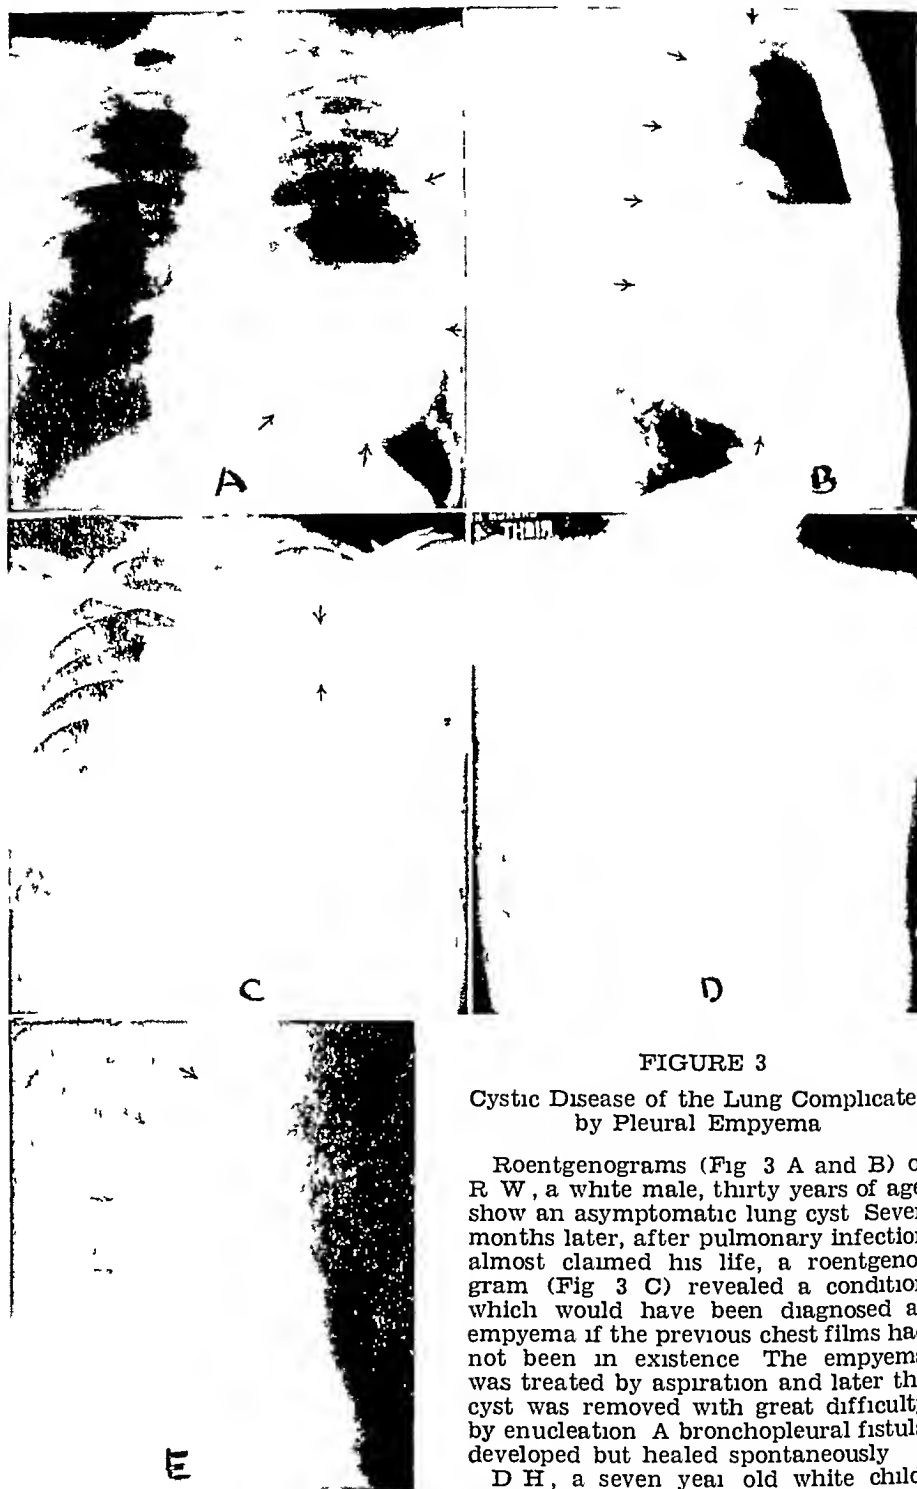 A
B
THOIN
C
D
E
FIGURE 3
Cystic Disease of the Lung Complicate
by Pleural Empyema
Roentgenograms (Fig 3 A and B) o
R W, a white male, thirty years of age
show an asymptomatic lung cyst Seve
months later, after pulmonary infectio
almost claimed his life, a roentgeno
gram (Fig 3 C) revealed a conditio
which would have been diagnosed a
empyema if the previous chest films ha
not been in existence The empyem
was treated by aspiration and later th
cyst was removed with great difficult
by enucleation A bronchopleural fistul
developed but healed spontaneously
D H, a seven year old white child